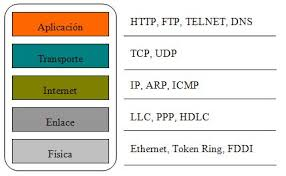 Aplicación HTTP, FTP, TELNET, DNS
Transporte TCP, UDP
Internet IP, ARP, ICMP
Enlace LLC, PPP, HDLC
Física Ethernet, Token Ring, FDDI